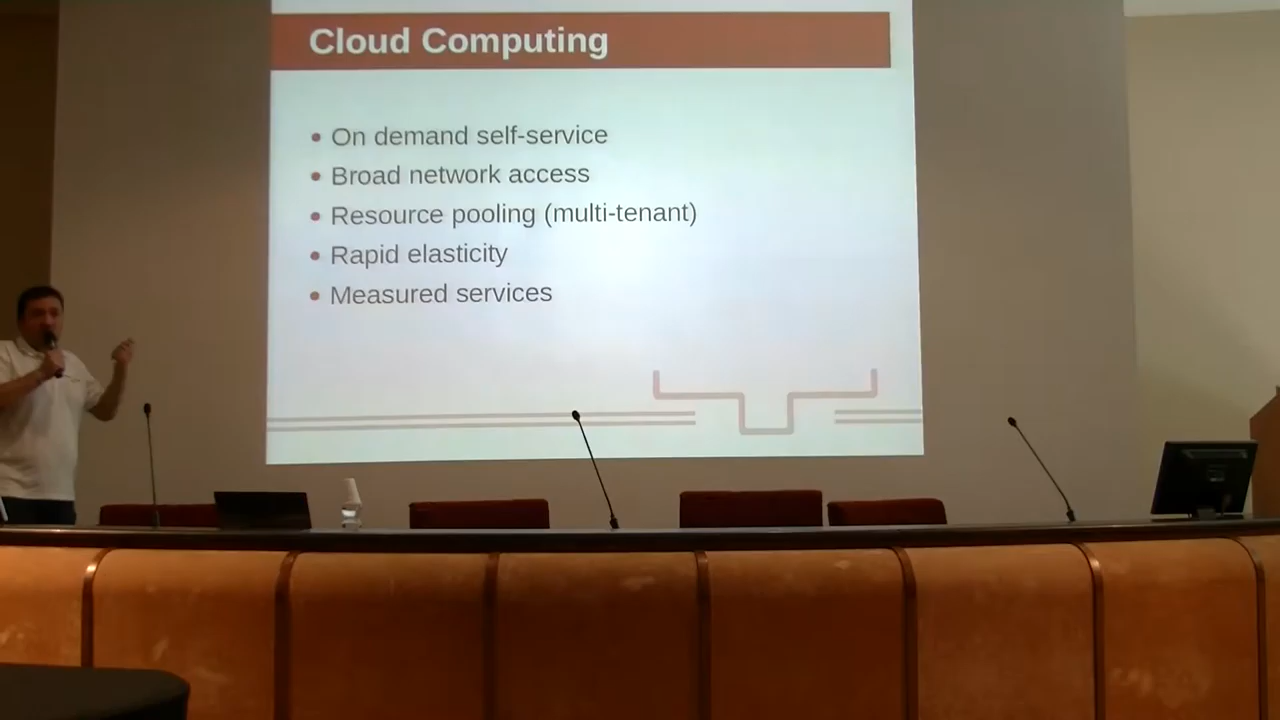 Cloud Computing
On demand self-service
Broad network access
Resource pooling (multi-tenant)
Rapid elasticity
Measured services